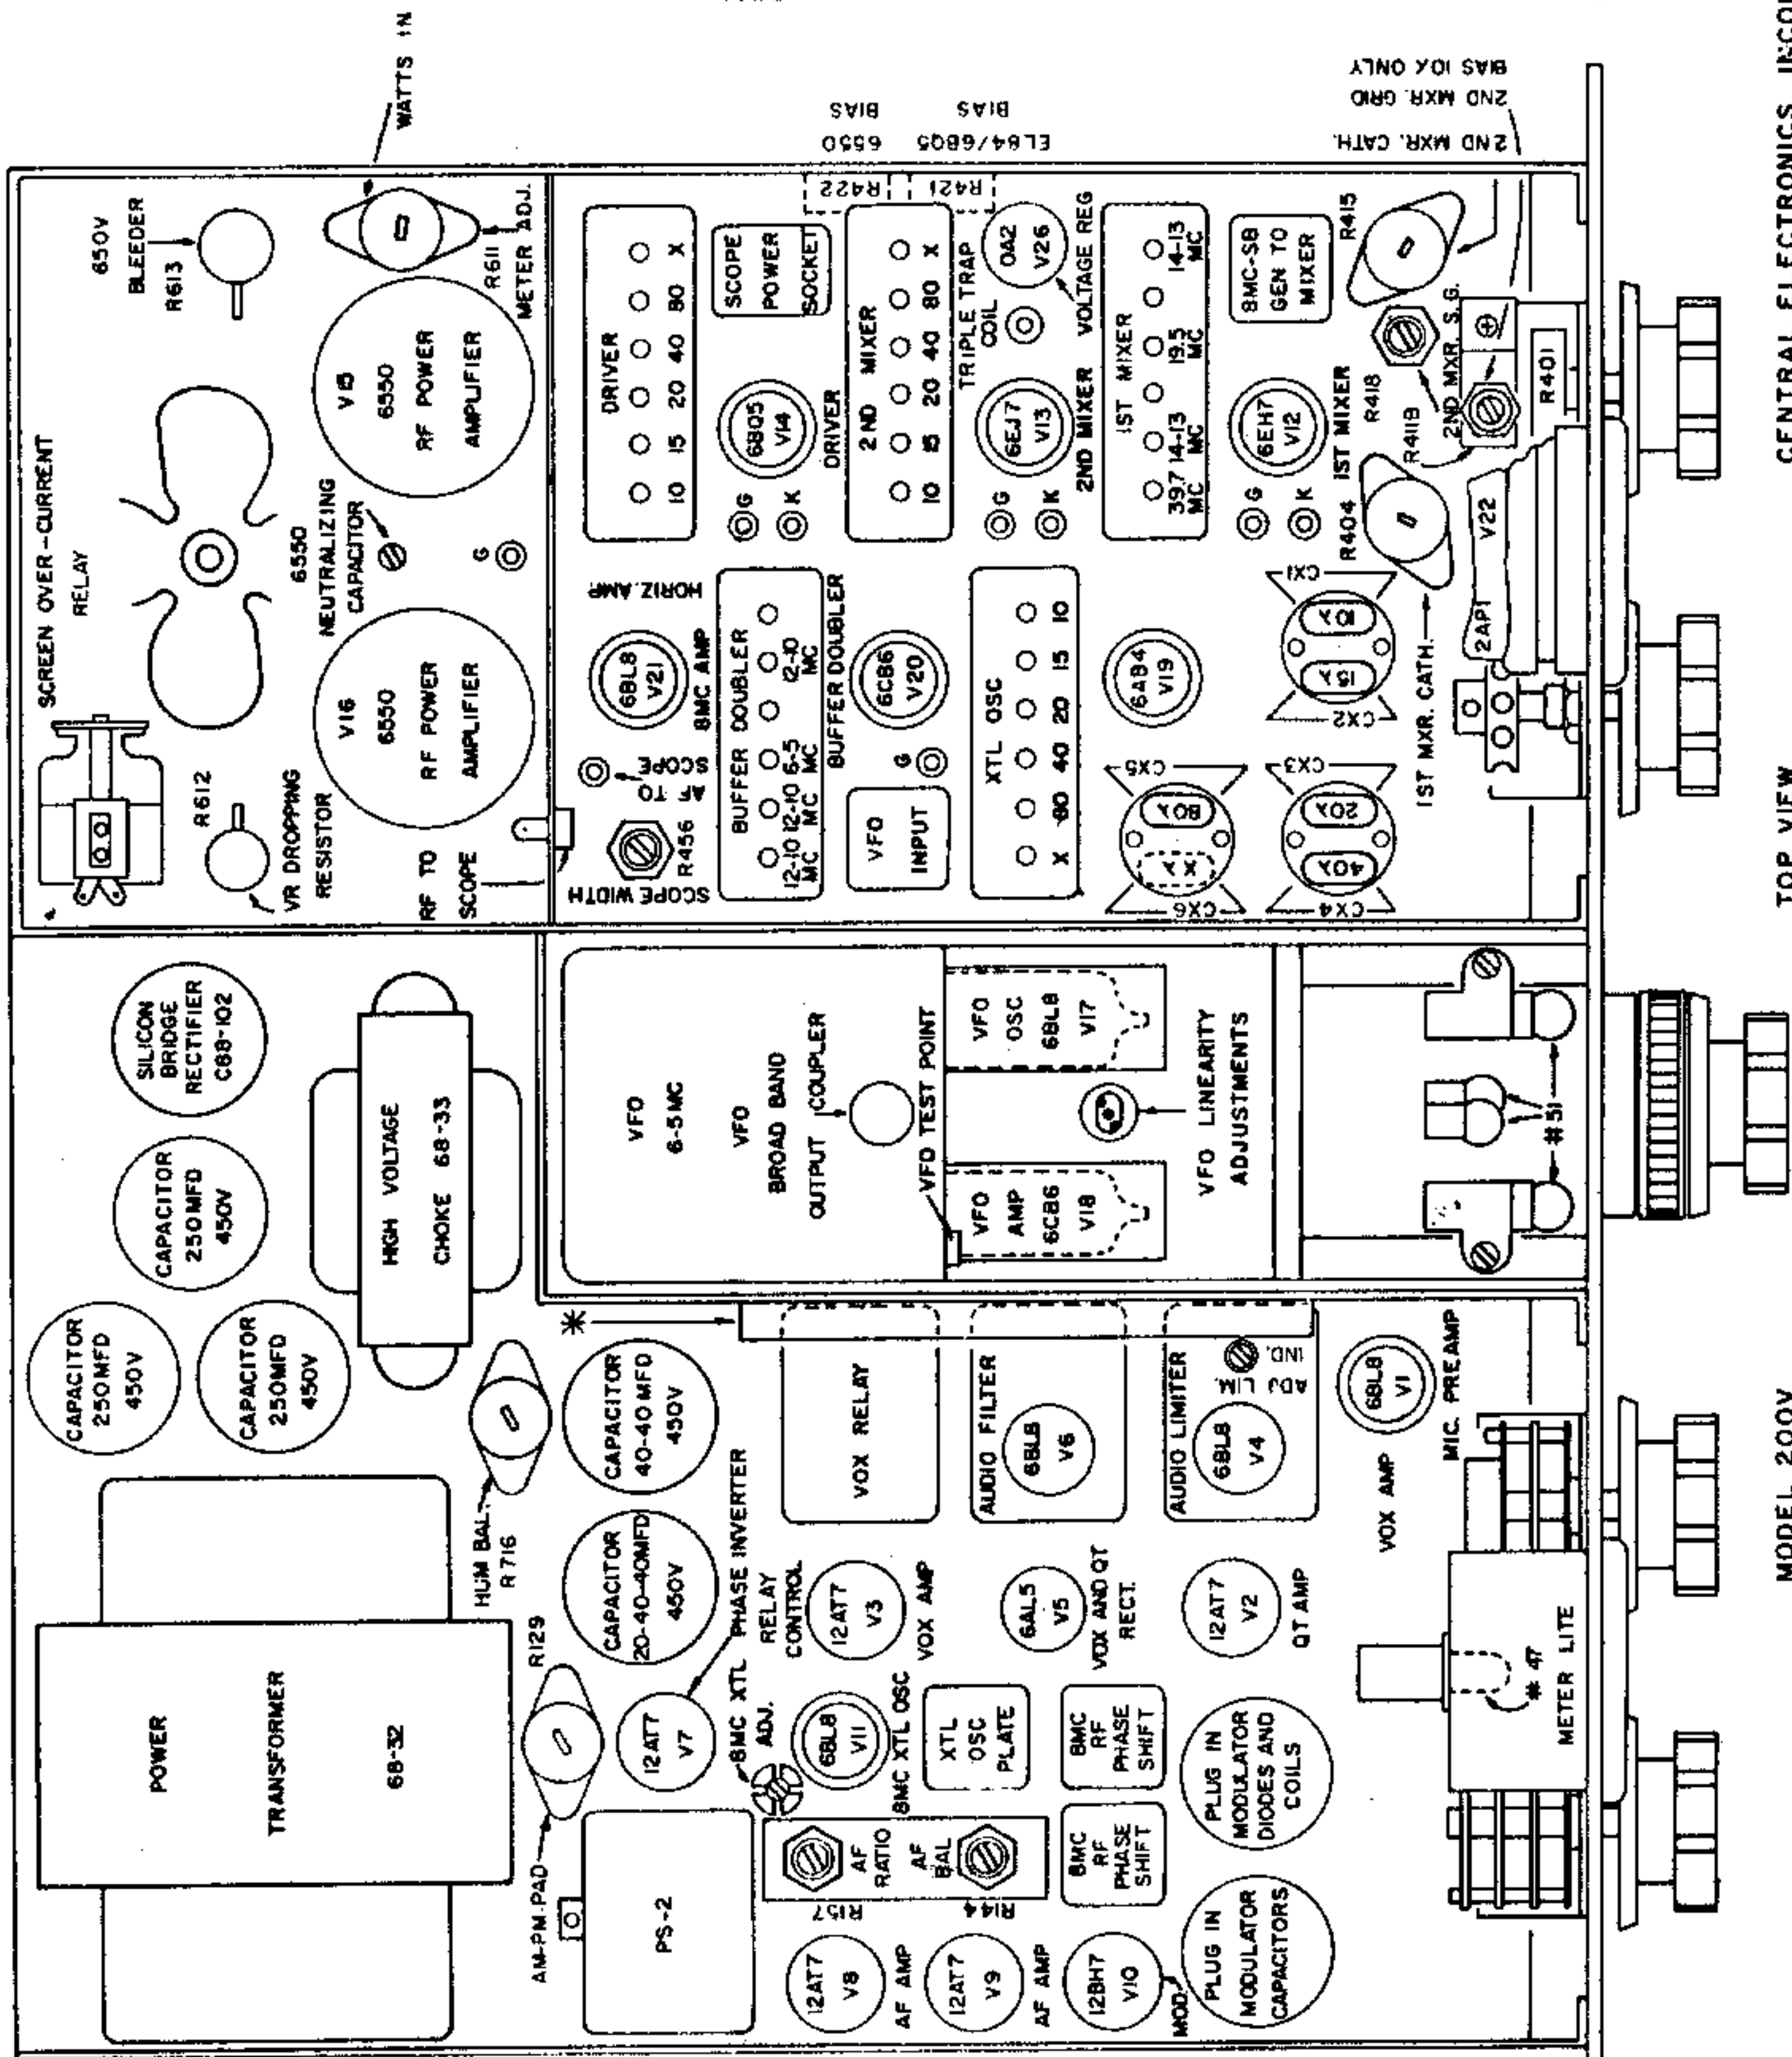 CENTRAL ELECTRONICS
TOP VIEW
MODEL 200V
POWER
TRANSFORMER
68-32
CAPACITOR
250MFD
450V
CAPACITOR
250MFD
450V
CAPACITOR
250MFD
450V
SILICON
BRIDGE
RECTIFIER
C68-102
HIGH VOLTAGE
CHOKE 68-33
HUM BAL.
R716
R129
AM-PM-PAD
PS-2
CAPACITOR
20-40-40MFD
450V
CAPACITOR
40-40MFD
450V
*
12AT7
V7
PHASE INVERTER
8MC XTL
ADJ.
RELAY
CONTROL
12AT7
V3
VOX AMP
VOX RELAY
6BL8
V11
8MC XTL OSC
AF
RATIO
AF
BAL
R157
R144
12AT7
V8
AF AMP
12AT7
V9
AF AMP
12BH7
V10
MOD.
XTL
OSC
PLATE
8MC
RF
PHASE
SHIFT
8MC
RF
PHASE
SHIFT
6AL5
V5
VOX AND QT
RECT.
AUDIO FILTER
6BL8
V6
AUDIO LIMITER
6BL8
V4
ADJ LIM.
IND.
12AT7
V2
QT AMP
6BL8
V1
MIC. PREAMP
VOX AMP
PLUG IN
MODULATOR
CAPACITORS
PLUG IN
MODULATOR
DIODES AND
COILS
#47
METER LITE
VFO
6-5MC
VFO
BROAD BAND
OUTPUT COUPLER
VFO TEST POINT
VFO
AMP
6CB6
V18
VFO
OSC
6BL8
V17
VFO LINEARITY
ADJUSTMENTS
#51
SCREEN OVER-CURRENT
RELAY
650V
BLEEDER
R613
WATTS IN
R611
METER ADJ.
R612
VR DROPPING
RESISTOR
V16
6550
RF POWER
AMPLIFIER
6550
NEUTRALIZING
CAPACITOR
G
V15
6550
RF POWER
AMPLIFIER
RF TO
SCOPE
SCOPE WIDTH
R456
AF TO
SCOPE
6BL8
V21
HORIZ. AMP
8MC AMP
DRIVER
10 15 20 40 80 X
SCOPE
POWER
SOCKET
6BQ5
V14
DRIVER
G
K
R422
R421
6550
BIAS
EL84/6BQ5
BIAS
BUFFER DOUBLER
12-10 MC
12-10 MC
6-5 MC
12-10 MC
BUFFER DOUBLER
6CB6
V20
G
VFO
INPUT
2ND MIXER
10 15 20 40 80 X
TRIPLE TRAP
COIL
OA2
V26
VOLTAGE REG
6EJ7
V13
2ND MIXER
G
K
XTL OSC
X 80 40 20 15 10
6AB4
V19
1ST MIXER
39.7 MC
14-13 MC
19.5 MC
14-13 MC
8MC-SB
GEN TO
MIXER
6EH7
V12
1ST MIXER
G
K
CX6
CX5
X
80X
CX4
CX3
40X
20X
CX2
CX1
15X
10X
1ST MXR. CATH.
R404
R418
R411B
2ND MXR. S.G.
R415
R401
2ND MXR. CATH.
2ND MXR. GRID
BIAS 10X ONLY
2AP1
V22